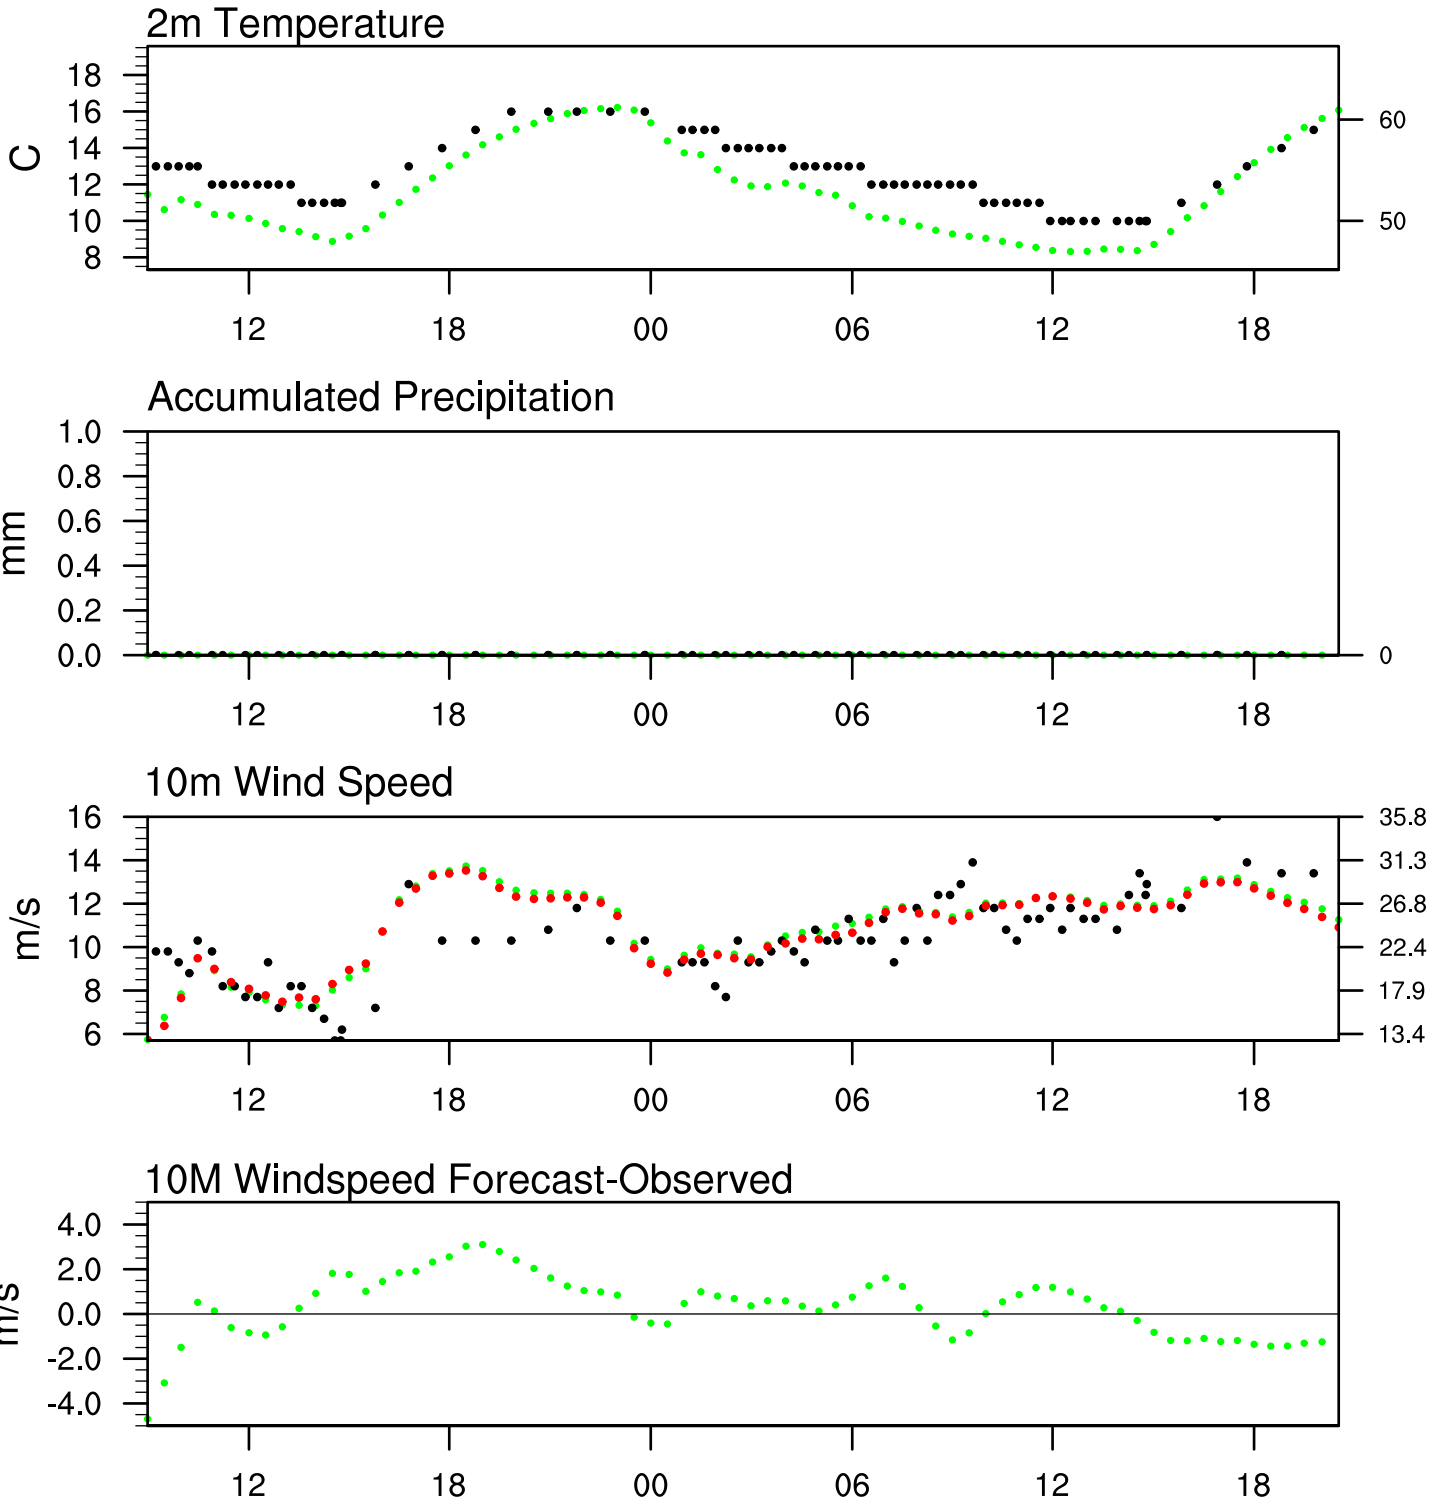 2m Temperature
18
16
14
12
10
8
C
60
50
12 18 00 06 12 18
Accumulated Precipitation
1.0
0.8
0.6
0.4
0.2
0.0
mm
0
12 18 00 06 12 18
10m Wind Speed
16
14
12
10
8
6
m/s
35.8
31.3
26.8
22.4
17.9
13.4
12 18 00 06 12 18
10M Windspeed Forecast-Observed
4.0
2.0
0.0
-2.0
-4.0
m/s
12 18 00 06 12 18